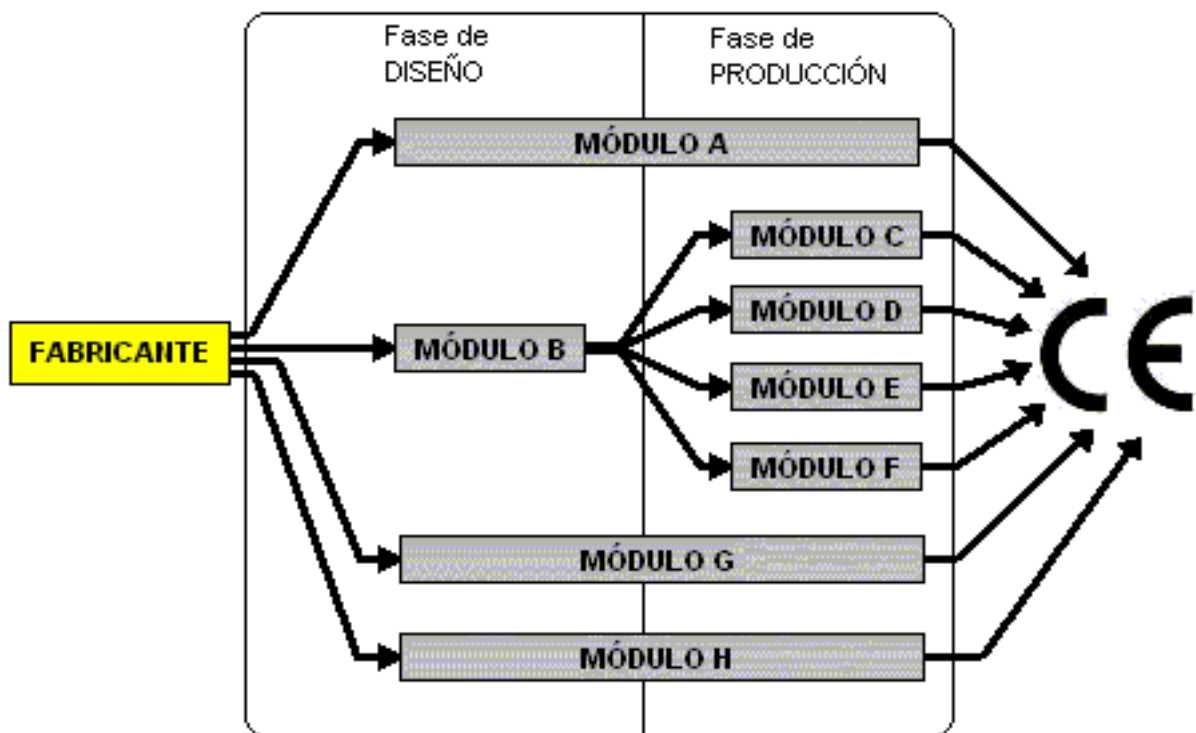 Fase de
DISEÑO
Fase de
PRODUCCIÓN
MÓDULO A
MÓDULO C
MÓDULO D
FABRICANTE
MÓDULO B
MÓDULO E
MÓDULO F
MÓDULO G
MÓDULO H
CE